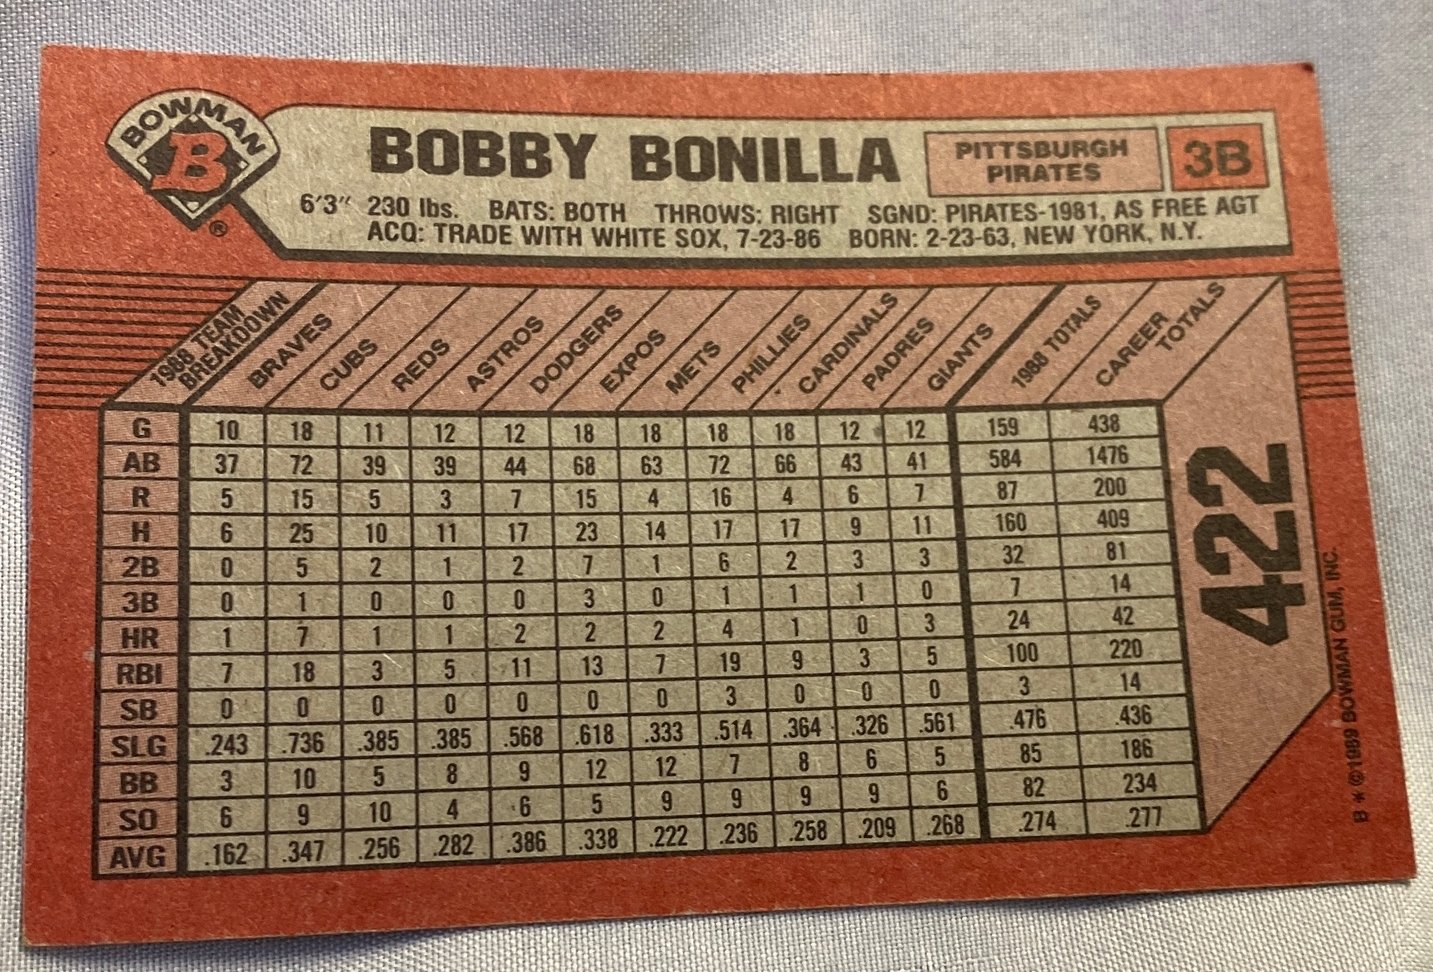 BOWMAN
B
®
BOBBY BONILLA
PITTSBURGH
PIRATES
3B
6'3" 230 lbs. BATS: BOTH THROWS: RIGHT SGND: PIRATES-1981, AS FREE AGT
ACQ: TRADE WITH WHITE SOX, 7-23-86 BORN: 2-23-63, NEW YORK, N.Y.
1988 TEAM BREAKDOWN BRAVES CUBS REDS ASTROS DODGERS EXPOS METS PHILLIES CARDINALS PADRES GIANTS 1988 TOTALS CAREER TOTALS
G 10 18 11 12 12 18 18 18 18 12 12 159 438
AB 37 72 39 39 44 68 63 72 66 43 41 584 1476
R 5 15 5 3 7 15 4 16 4 6 7 87 200
H 6 25 10 11 17 23 14 17 17 9 11 160 409
2B 0 5 2 1 2 7 1 6 2 3 3 32 81
3B 0 1 0 0 0 3 0 1 1 1 0 7 14
HR 1 7 1 1 2 2 2 4 1 0 3 24 42
RBI 7 18 3 5 11 13 7 19 9 3 5 100 220
SB 0 0 0 0 0 0 0 3 0 0 0 3 14
SLG .243 .736 .385 .385 .568 .618 .333 .514 .364 .326 .561 .476 .436
BB 3 10 5 8 9 12 12 7 8 6 5 85 186
SO 6 9 10 4 6 5 9 9 9 9 6 82 234
AVG .162 .347 .256 .282 .386 .338 .222 .236 .258 .209 .268 .274 .277
422
B * © 1989 BOWMAN GUM, INC.